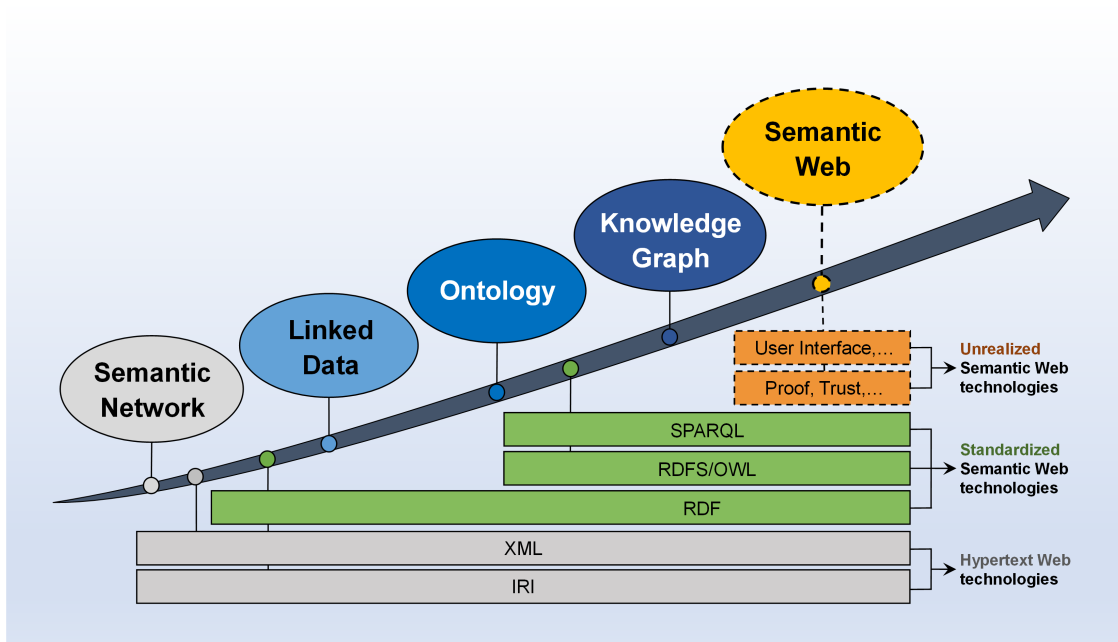 Semantic
Web
Knowledge
Graph
Ontology
Linked
Data
Semantic
Network
User Interface,...
Proof, Trust,...
Unrealized
Semantic Web
technologies
SPARQL
RDFS/OWL
RDF
Standardized
Semantic Web
technologies
XML
IRI
Hypertext Web
technologies